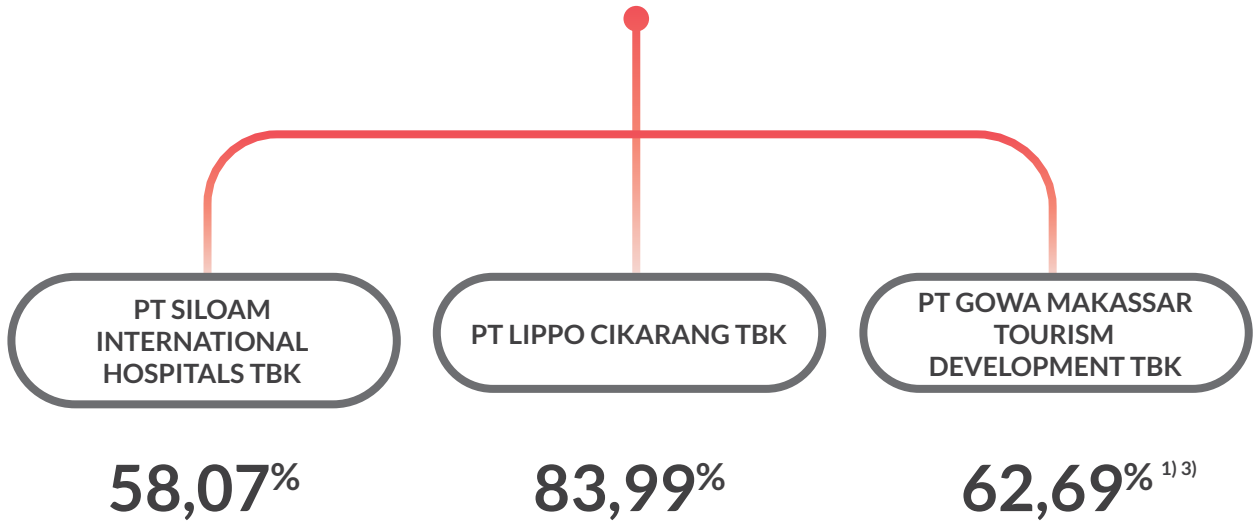 PT SILOAM
INTERNATIONAL
HOSPITALS TBK
58,07%
PT LIPPO CIKARANG TBK
83,99%
PT GOWA MAKASSAR
TOURISM
DEVELOPMENT TBK
62,69% 1) 3)